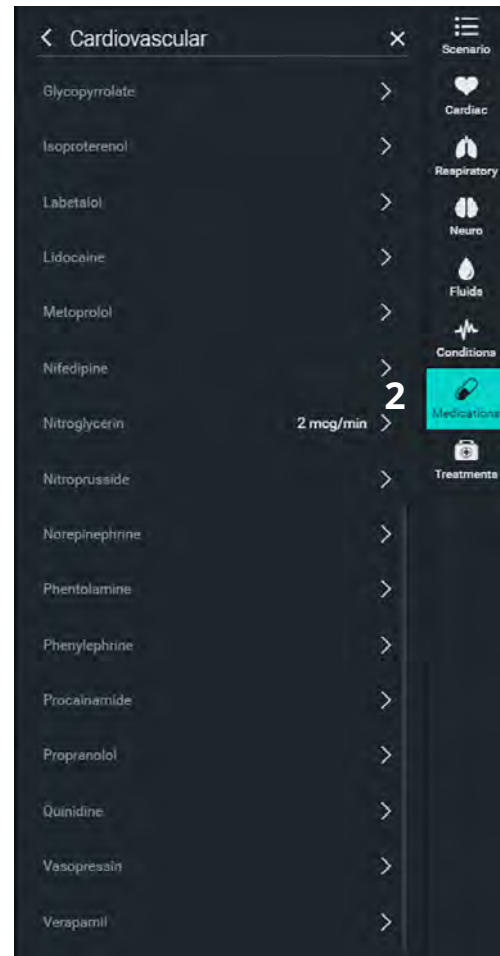 Cardiovascular
Glycopyrrolate
Isoproterenol
Labetalol
Lidocaine
Metoprolol
Nifedipine
Nitroglycerin 2 mcg/min
Nitroprusside
Norepinephrine
Phentolamine
Phenylephrine
Procainamide
Propranolol
Quinidine
Vasopressin
Verapamil
Scenario
Cardiac
Respiratory
Neuro
Fluids
Conditions
2
Medications
Treatments